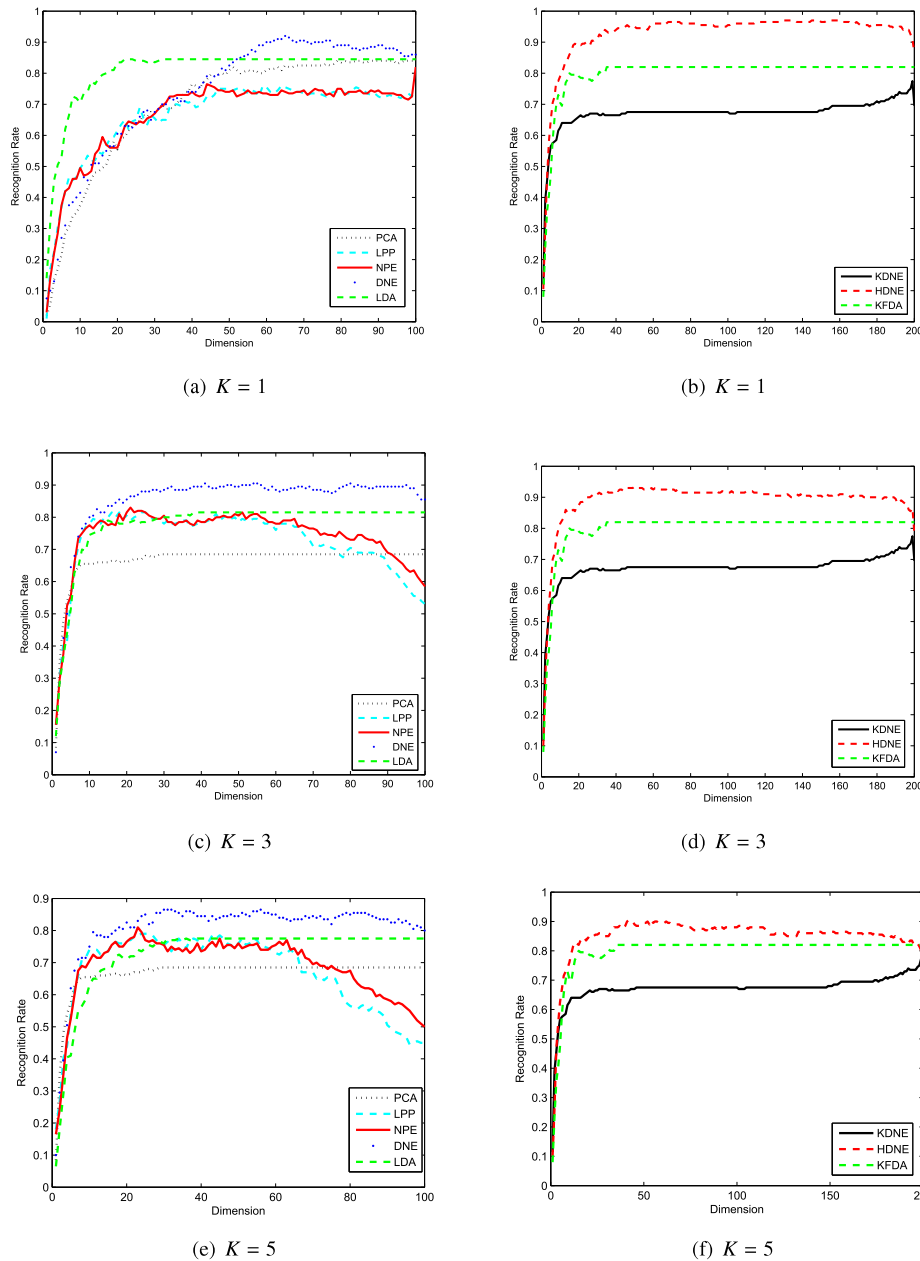 1
0.9
0.8
0.7
0.6
0.5
0.4
0.3
0.2
0.1
0
Recognition Rate
PCA
LPP
NPE
DNE
LDA
0 10 20 30 40 50 60 70 80 90 100
Dimension
(a) K = 1
1
0.9
0.8
0.7
0.6
0.5
0.4
0.3
0.2
0.1
0
Recognition Rate
KDNE
HDNE
KFDA
0 20 40 60 80 100 120 140 160 180 200
Dimension
(b) K = 1
1
0.9
0.8
0.7
0.6
0.5
0.4
0.3
0.2
0.1
0
Recognition Rate
PCA
LPP
NPE
DNE
LDA
0 10 20 30 40 50 60 70 80 90 100
Dimension
(c) K = 3
1
0.9
0.8
0.7
0.6
0.5
0.4
0.3
0.2
0.1
0
Recognition Rate
KDNE
HDNE
KFDA
0 20 40 60 80 100 120 140 160 180 200
Dimension
(d) K = 3
0.9
0.8
0.7
0.6
0.5
0.4
0.3
0.2
0.1
0
Recognition Rate
PCA
LPP
NPE
DNE
LDA
0 20 40 60 80 100
Dimension
(e) K = 5
1
0.9
0.8
0.7
0.6
0.5
0.4
0.3
0.2
0.1
0
Recognition Rate
KDNE
HDNE
KFDA
0 50 100 150
Dimension
(f) K = 5